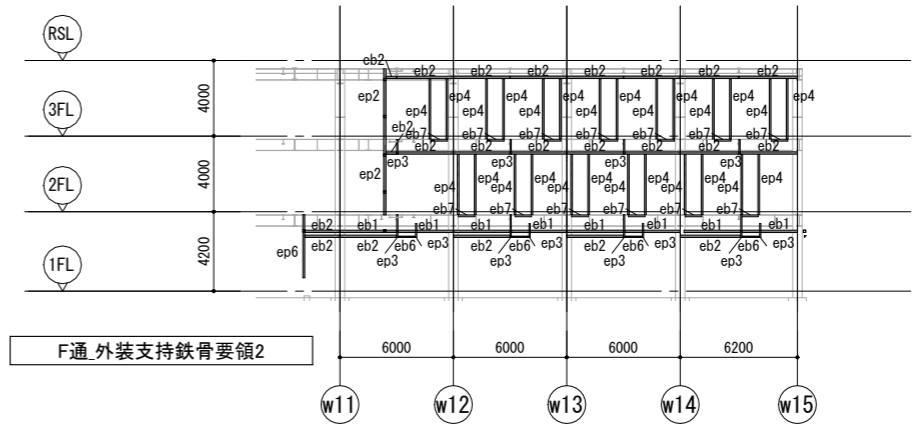 RSL
eb2
eb2 eb2 eb2 eb2 eb2 eb2 eb2
4000
ep2
ep4 ep4 ep4 ep4 ep4 ep4 ep4
ep4 ep4 ep4 ep4 ep4 ep4
3FL
eb2
eb7 eb7 eb7 eb7 eb7 eb7
eb2 eb2 eb2 eb2 eb2 eb2 eb2
ep3 ep3 ep3 ep3
4000
ep2
ep4 ep4 ep4 ep4 ep4 ep4
ep4 ep4 ep4
2FL
eb7 eb7 eb7
eb2 eb1 eb1 eb1 eb1 eb1 eb1 eb1 eb1
4200
ep6
eb2 eb2 eb6 ep3 eb2 eb6 ep3 eb2 eb6 ep3 eb2 eb6 ep3
ep3 ep3 ep3 ep3
1FL
F通_外装支持鉄骨要領2
6000 6000 6000 6200
w11 w12 w13 w14 w15